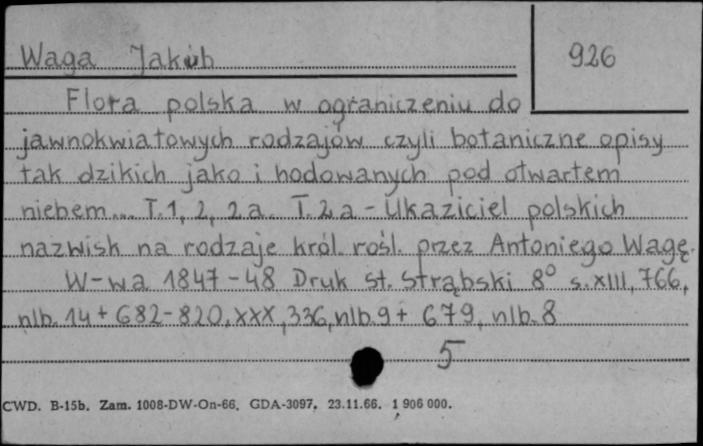 Waga Jakub
926
Flora polska w ograniczeniu do
jawnokwiatowych rodzajów czyli botaniczne opisy
tak dzikich jako i hodowanych pod otwartem
niebem... T. 1, 2, 2a. T. 2a - Ukaziciel polskich
nazwisk na rodzaje król. rośl. przez Antoniego Wagę.
W-wa 1847-48 Druk St. Strąbski 8° s. XIII, 766,
nlb. 14 + 682-820, XXX, 336, nlb. 9 + 679, nlb. 8
5
CWD. B-15b. Zam. 1008-DW-On-66. GDA-3097. 23.11.66. 1 906 000.